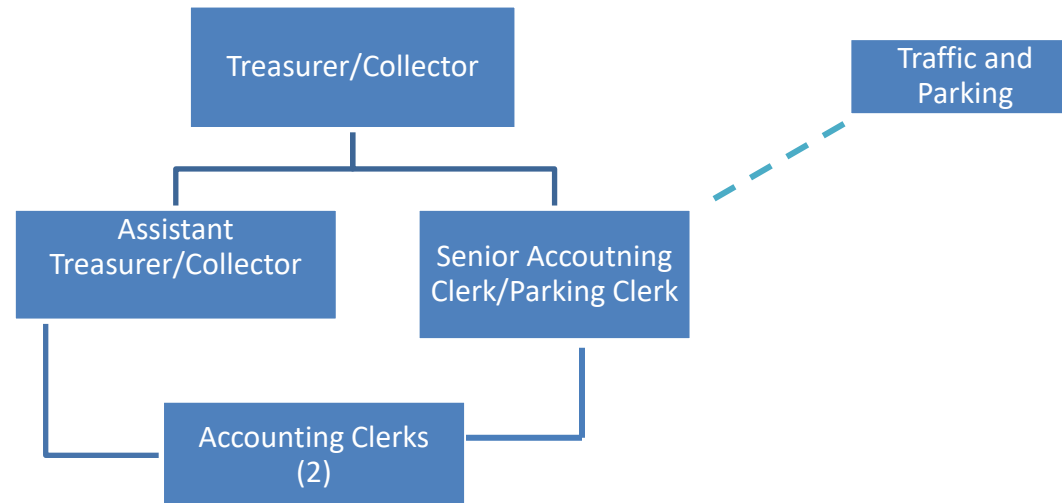 Treasurer/Collector
Traffic and
Parking
Assistant
Treasurer/Collector
Senior Accoutning
Clerk/Parking Clerk
Accounting Clerks
(2)